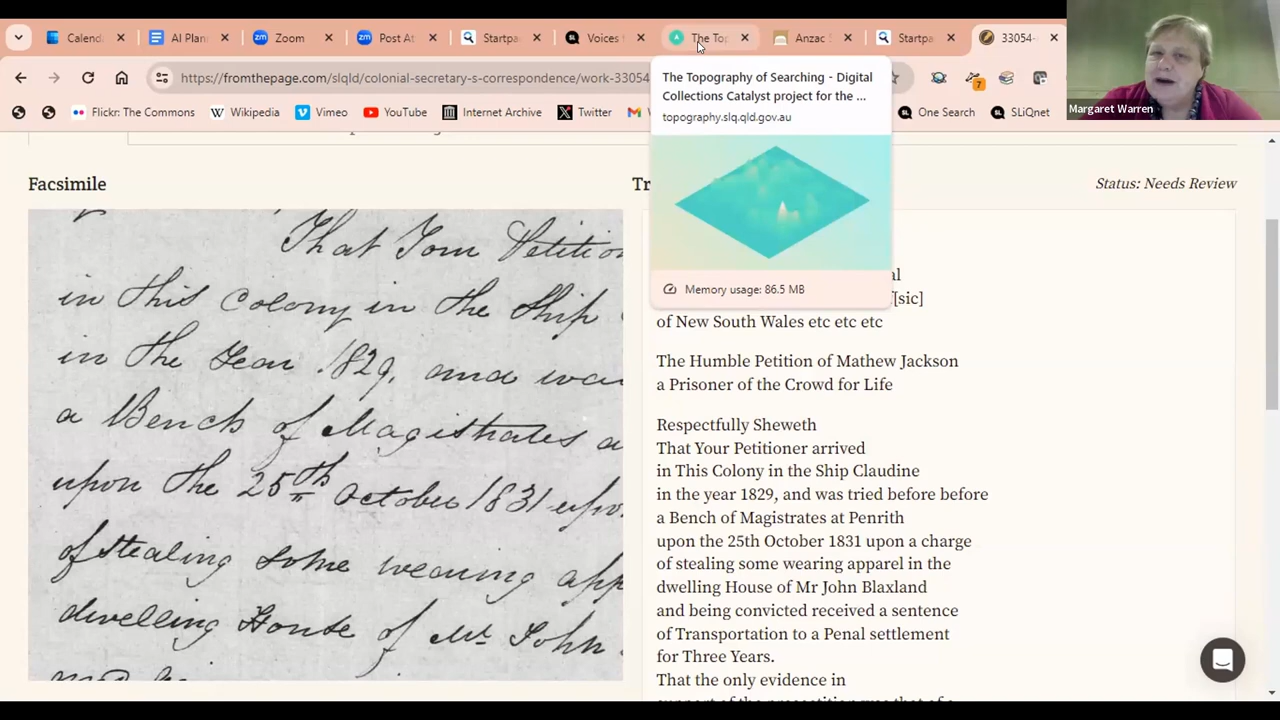 Calend
AI Plan
Zoom
Post At
Startpa
Voices
The Top
Anzac
Startpa
33054-
https://fromthepage.com/slqld/colonial-secretary-s-correspondence/work-33054
7
Flickr: The Commons
Wikipedia
Vimeo
YouTube
Internet Archive
Twitter
One Search
SLiQnet
Margaret Warren
The Topography of Searching - Digital
Collections Catalyst project for the ...
topography.slq.qld.gov.au
Memory usage: 86.5 MB
Facsimile
Status: Needs Review
That Your Petition
in this Colony in the Ship
in the Year 1829, and was
a Bench of Magistrates a
upon the 25th October 1831 upo
of stealing some wearing app
dwelling House of Mr John
al
[sic]
of New South Wales etc etc etc
The Humble Petition of Mathew Jackson
a Prisoner of the Crowd for Life
Respectfully Sheweth
That Your Petitioner arrived
in This Colony in the Ship Claudine
in the year 1829, and was tried before before
a Bench of Magistrates at Penrith
upon the 25th October 1831 upon a charge
of stealing some wearing apparel in the
dwelling House of Mr John Blaxland
and being convicted received a sentence
of Transportation to a Penal settlement
for Three Years.
That the only evidence in